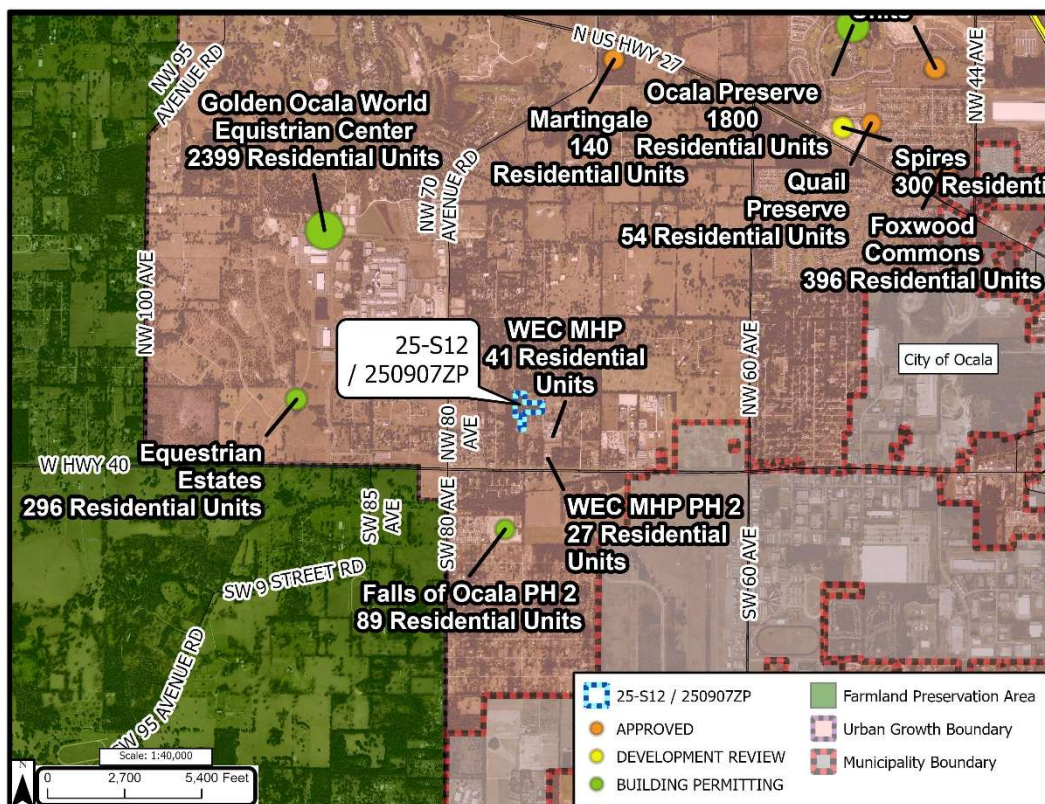 Units
N US HWY 27
NW 95
AVENUE RD
NW 44 AVE
Golden Ocala World
Equistrian Center
2399 Residential Units
Martingale
140
Residential Units
Ocala Preserve
1800
Residential Units
NW 70
AVENUE RD
Spires
300 Residenti
Quail
Preserve
54 Residential Units
Foxwood
Commons
396 Residential Units
NW 100 AVE
25-S12
/ 250907ZP
WEC MHP
41 Residential
Units
NW 60 AVE
City of Ocala
NW 80
AVE
W HWY 40
Equestrian
Estates
296 Residential Units
SW 85
AVE
SW 80 AVE
WEC MHP PH 2
27 Residential
Units
SW 60 AVE
SW 9 STREET RD
Falls of Ocala PH 2
89 Residential Units
SW 95 AVENUE RD
25-S12 / 250907ZP
APPROVED
DEVELOPMENT REVIEW
BUILDING PERMITTING
Farmland Preservation Area
Urban Growth Boundary
Municipality Boundary
Scale: 1:40,000
N
0 2,700 5,400 Feet